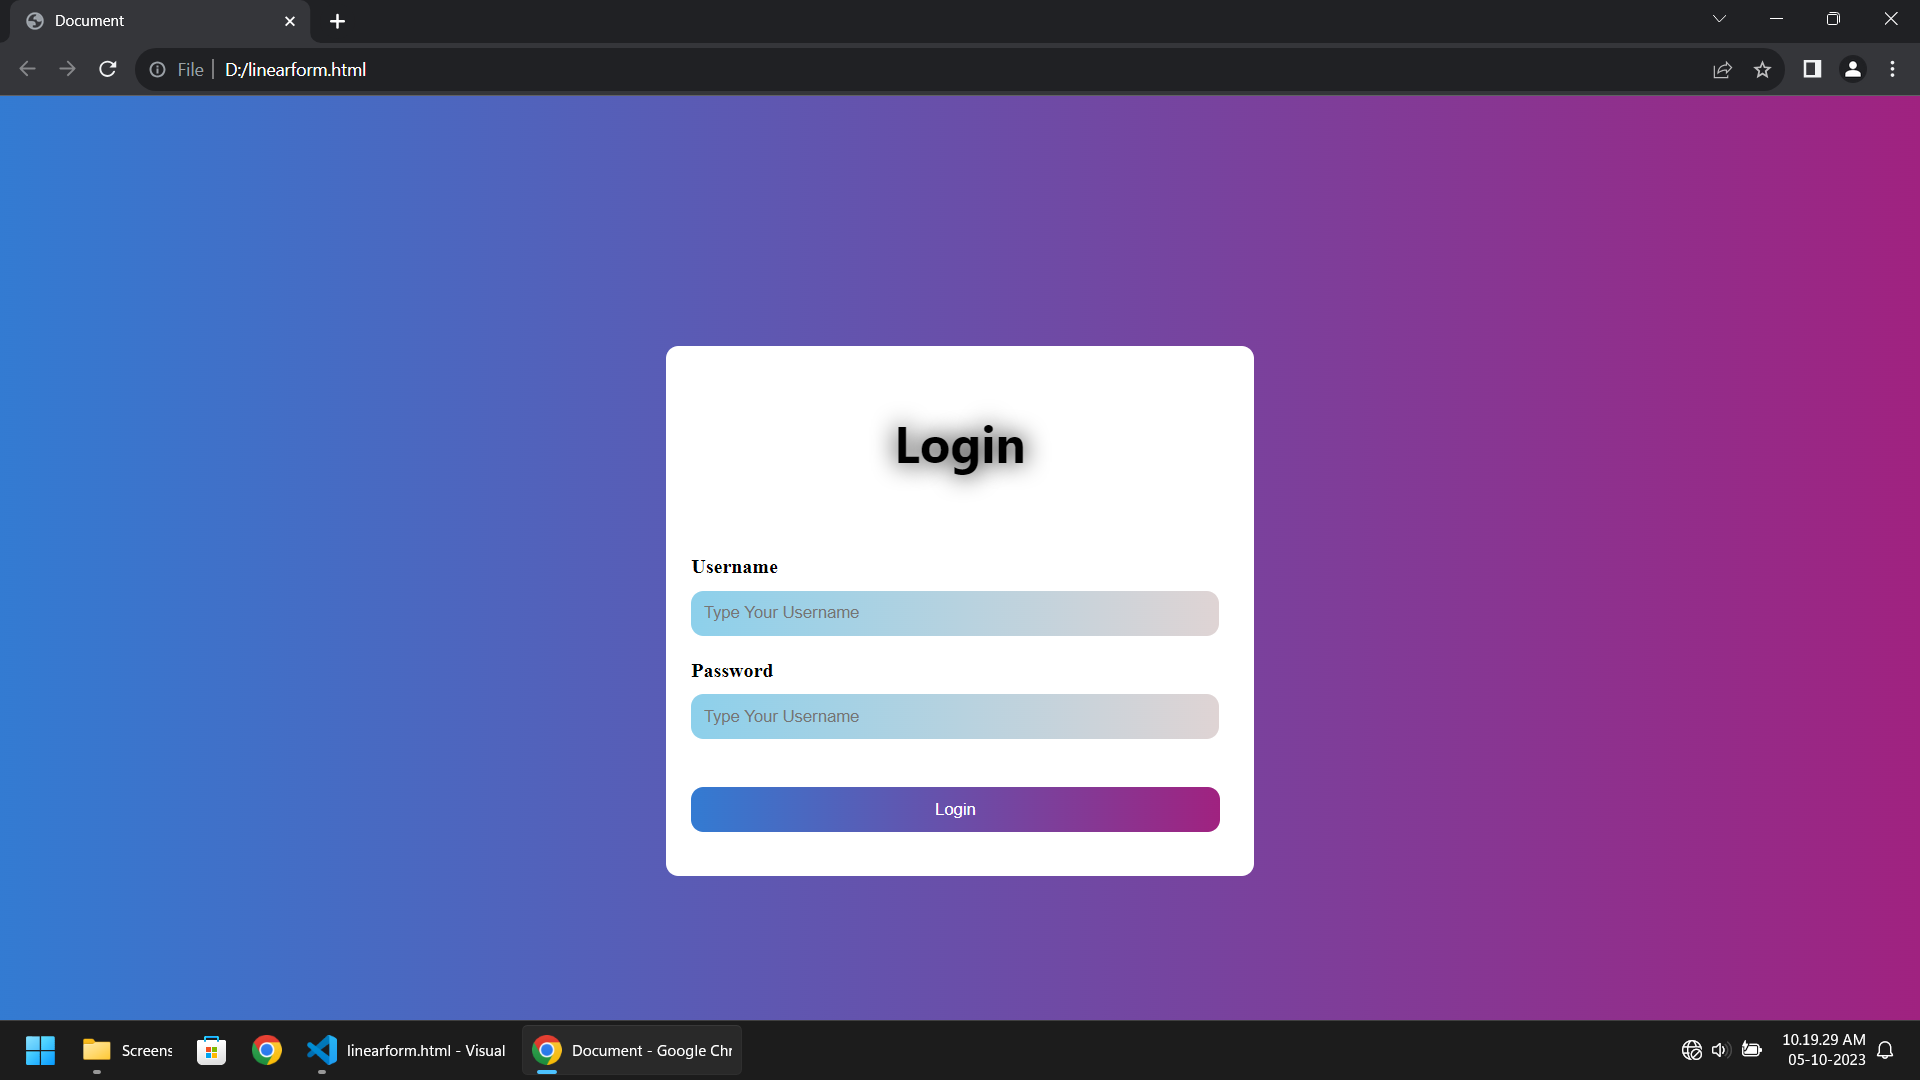 Document
File
D:/linearform.html
Login
Username
Type Your Username
Password
Type Your Username
Login
Screens
linearform.html - Visual
Document - Google Chr
10.19.29 AM
05-10-2023